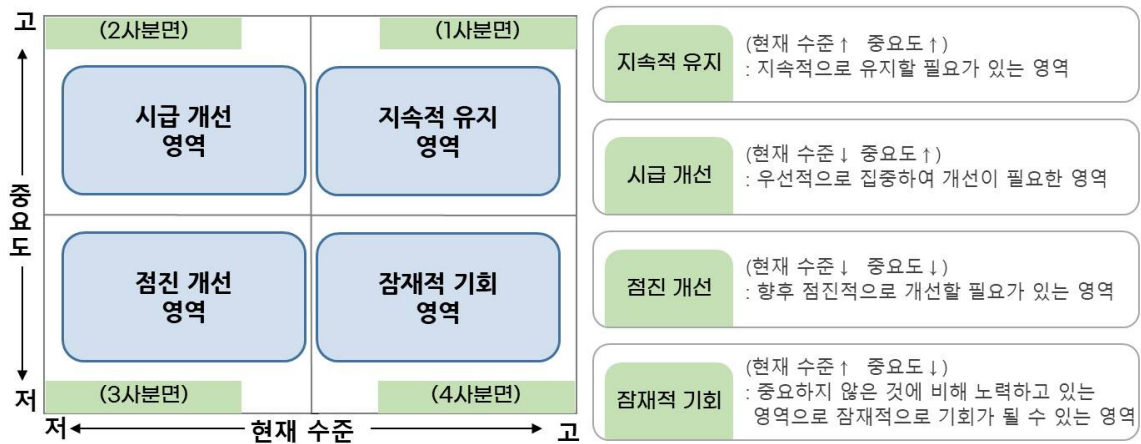 고
(2사분면)
(1사분면)
시급 개선
영역
지속적 유지
영역
중요도
점진 개선
영역
잠재적 기회
영역
저
(3사분면)
(4사분면)
저
현재 수준
고
지속적 유지
(현재 수준↑ 중요도↑)
: 지속적으로 유지할 필요가 있는 영역
시급 개선
(현재 수준↓ 중요도↑)
: 우선적으로 집중하여 개선이 필요한 영역
점진 개선
(현재 수준↓ 중요도↓)
: 향후 점진적으로 개선할 필요가 있는 영역
잠재적 기회
(현재 수준↑ 중요도↓)
: 중요하지 않은 것에 비해 노력하고 있는
영역으로 잠재적으로 기회가 될 수 있는 영역